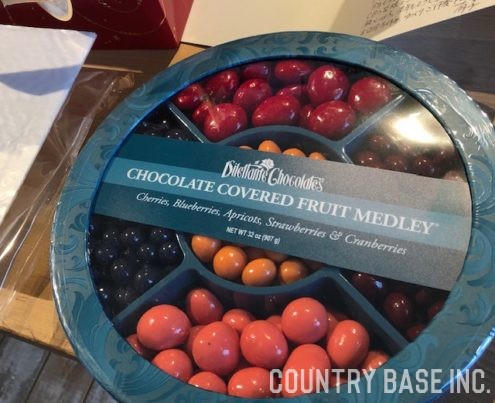 Dilettante Chocolates®
CHOCOLATE COVERED FRUIT MEDLEY
Cherries, Blueberries, Apricots, Strawberries & Cranberries
NET WT 32 oz (907 g)
COUNTRY BASE INC.